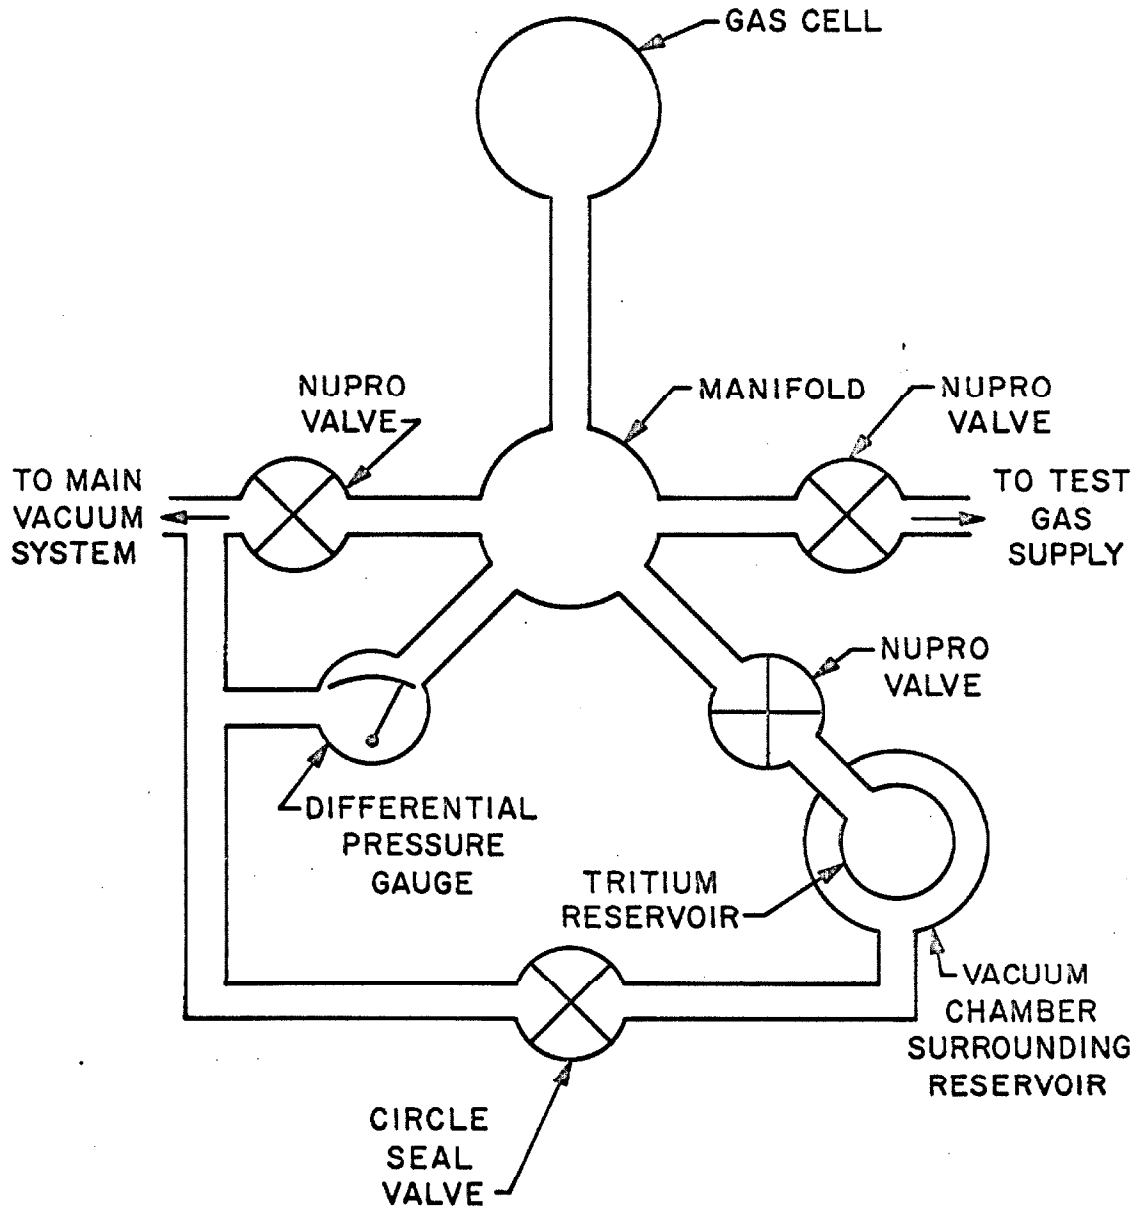 GAS CELL
NUPRO
VALVE
MANIFOLD
NUPRO
VALVE
TO MAIN
VACUUM
SYSTEM
TO TEST
GAS
SUPPLY
NUPRO
VALVE
DIFFERENTIAL
PRESSURE
GAUGE
TRITIUM
RESERVOIR
VACUUM
CHAMBER
SURROUNDING
RESERVOIR
CIRCLE
SEAL
VALVE